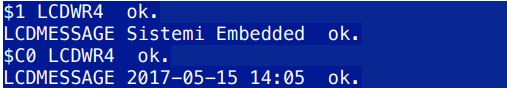 $1 LCDWR4  ok.
LCDMESSAGE Sistemi Embedded  ok.
$C0 LCDWR4  ok.
LCDMESSAGE 2017-05-15 14:05  ok.